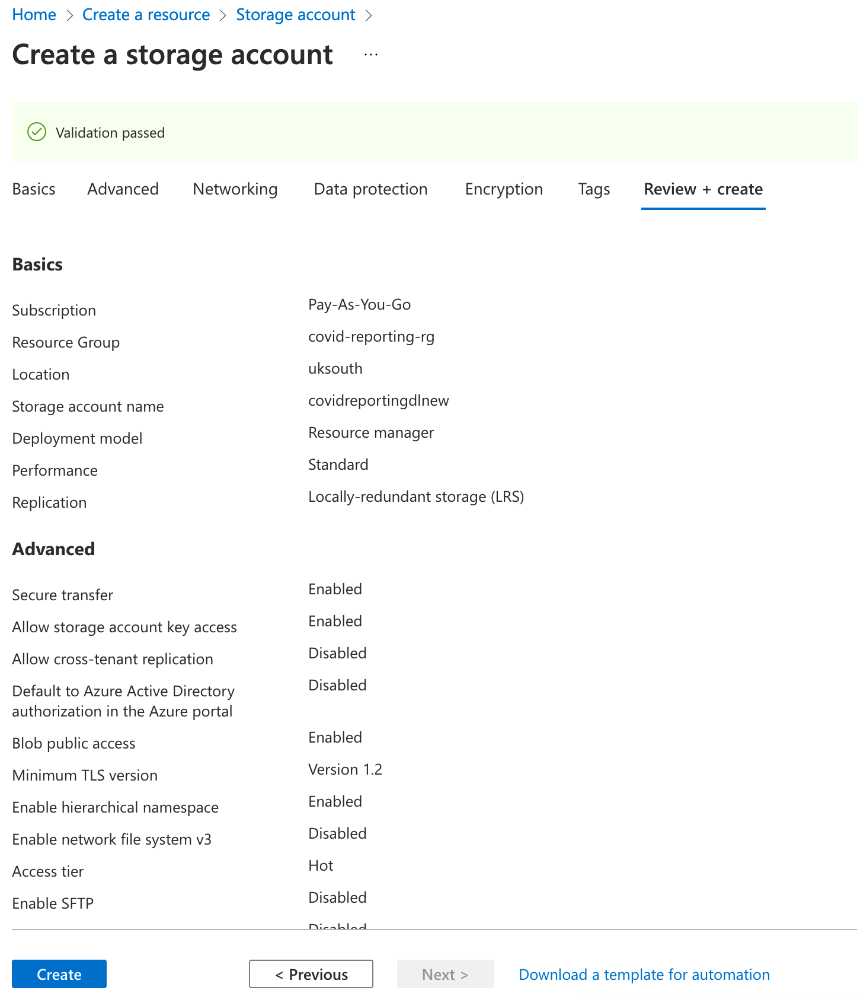 Home > Create a resource > Storage account >
Create a storage account ...
Validation passed
Basics Advanced Networking Data protection Encryption Tags Review + create
Basics
Subscription Pay-As-You-Go
Resource Group covid-reporting-rg
Location uksouth
Storage account name covidreportingdlnew
Deployment model Resource manager
Performance Standard
Replication Locally-redundant storage (LRS)
Advanced
Secure transfer Enabled
Allow storage account key access Enabled
Allow cross-tenant replication Disabled
Default to Azure Active Directory Disabled
authorization in the Azure portal
Blob public access Enabled
Minimum TLS version Version 1.2
Enable hierarchical namespace Enabled
Enable network file system v3 Disabled
Access tier Hot
Enable SFTP Disabled
Disabled
Create < Previous Next > Download a template for automation